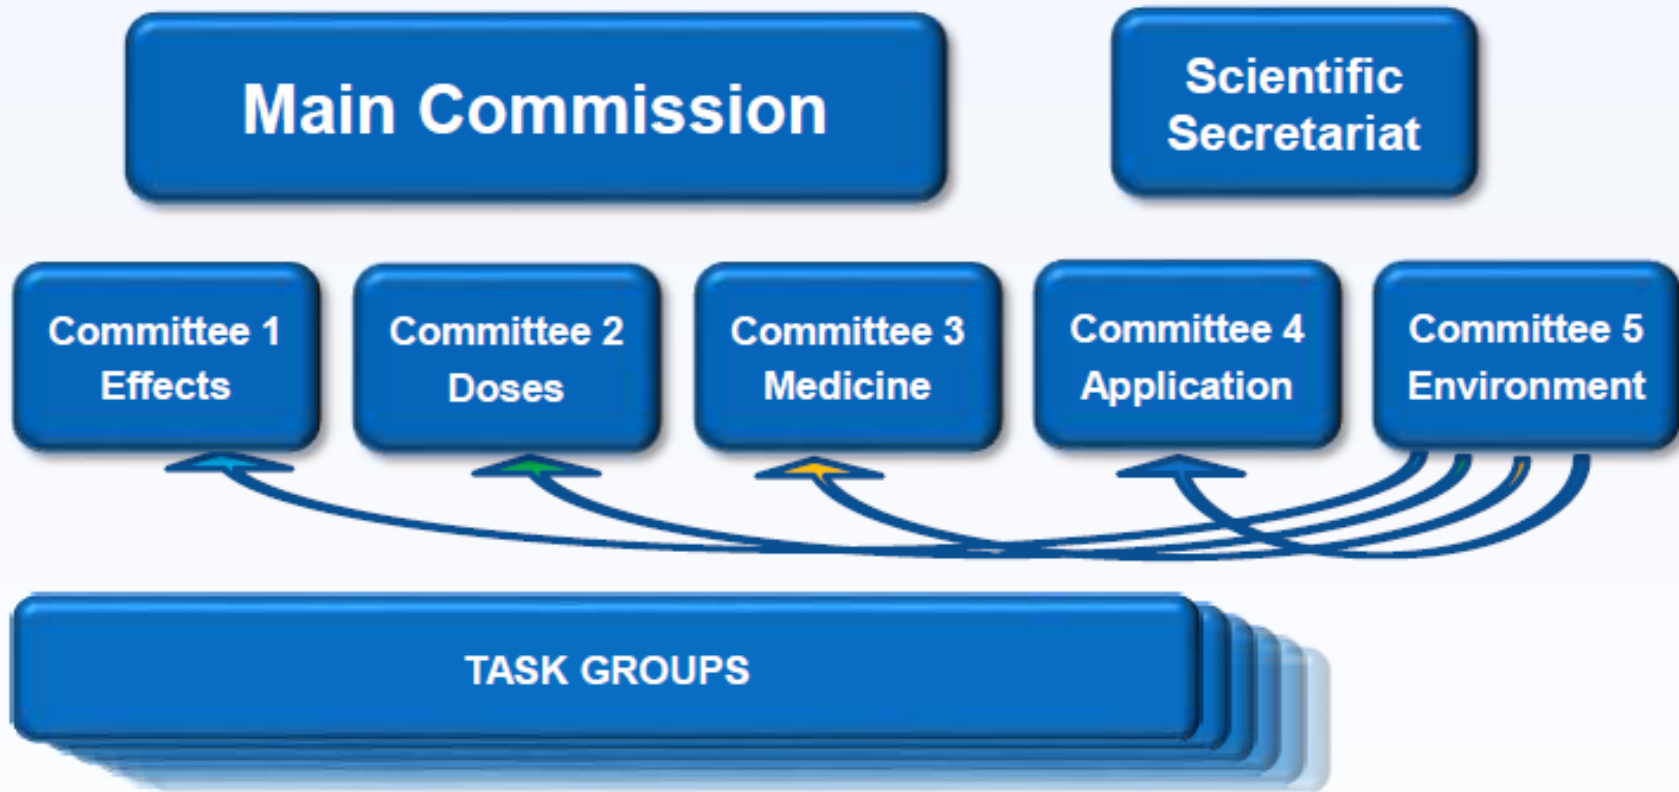 Main Commission
Scientific
Secretariat
Committee 1
Effects
Committee 2
Doses
Committee 3
Medicine
Committee 4
Application
Committee 5
Environment
TASK GROUPS